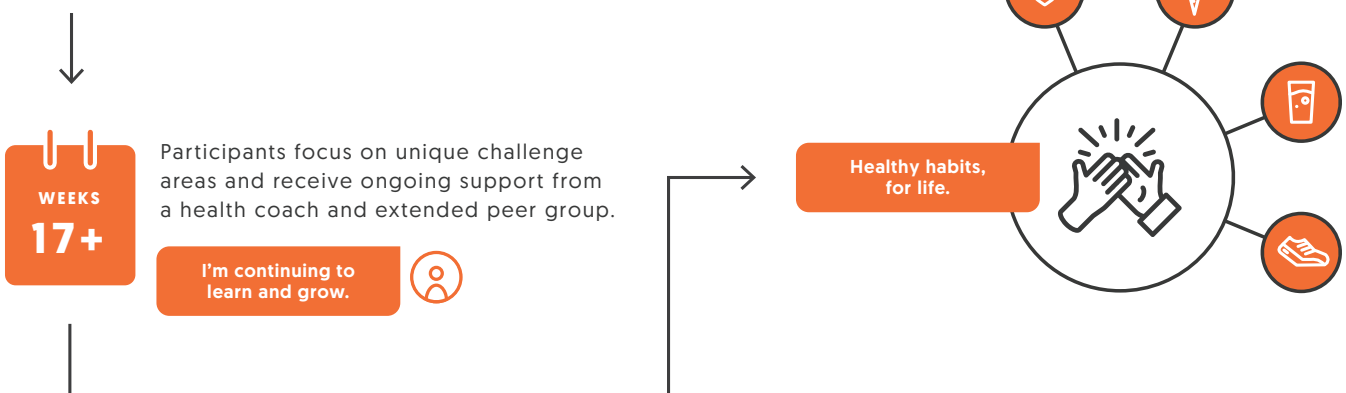 WEEKS
17+
Participants focus on unique challenge
areas and receive ongoing support from
a health coach and extended peer group.
I'm continuing to
learn and grow.
Healthy habits,
for life.